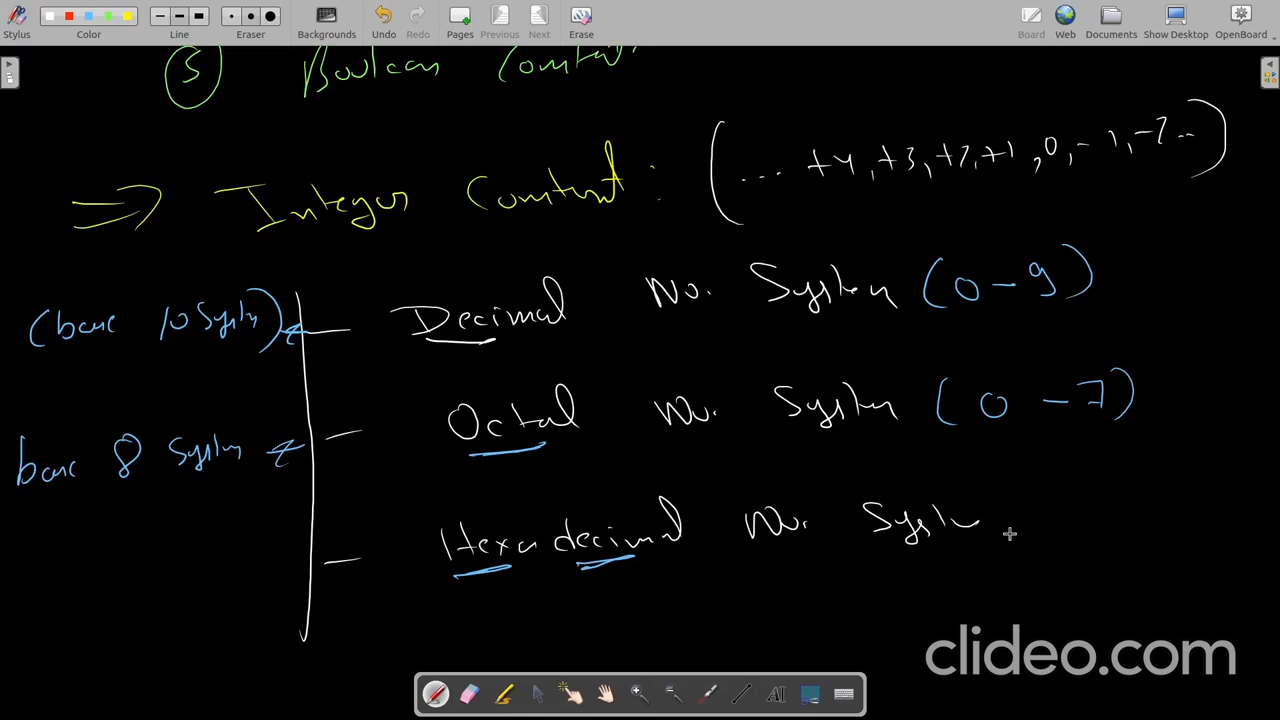 Stylus Color Line Eraser Backgrounds Undo Redo Pages Previous Next Erase Board Web Documents Show Desktop OpenBoard
5 Boolean
⇒ Integer Constant : (... +4, +3, +2, +1, 0, -1, -2 --)
Decimal No. System (0 - 9)
(base 10 System)
Octal No. System (0 - 7)
base 8 System
Hexadecimal No. System
clideo.com
AI